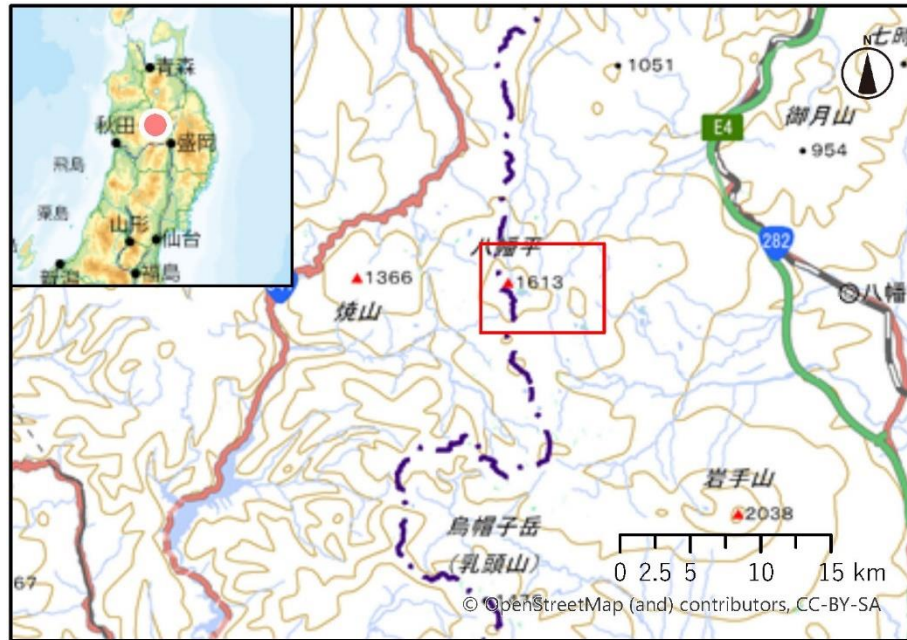 青森
秋田
盛岡
飛島
粟島
山形
仙台
新潟
福島
1051
七時
N
E4
御月山
954
八幡平
282
1366
1613
八幡
焼山
岩手山
2038
烏帽子岳
(乳頭山)
67
0 2.5 5 10 15 km
© OpenStreetMap (and) contributors, CC-BY-SA